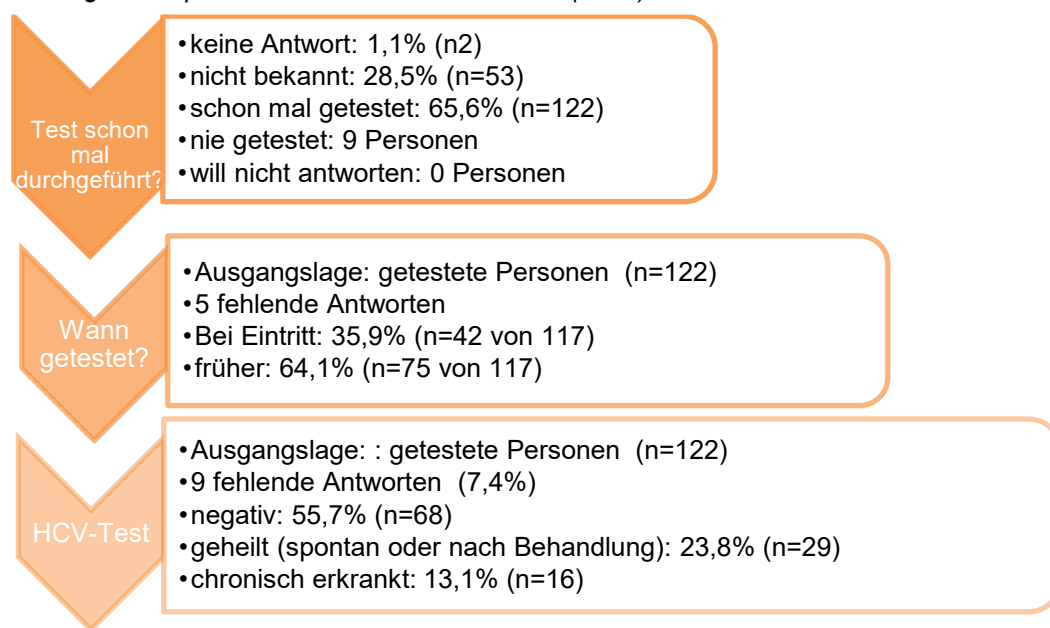 Test schon
mal
durchgeführt?
•keine Antwort: 1,1% (n2)
•nicht bekannt: 28,5% (n=53)
•schon mal getestet: 65,6% (n=122)
•nie getestet: 9 Personen
•will nicht antworten: 0 Personen
Wann
getestet?
•Ausgangslage: getestete Personen (n=122)
•5 fehlende Antworten
•Bei Eintritt: 35,9% (n=42 von 117)
•früher: 64,1% (n=75 von 117)
HCV-Test
•Ausgangslage: : getestete Personen (n=122)
•9 fehlende Antworten (7,4%)
•negativ: 55,7% (n=68)
•geheilt (spontan oder nach Behandlung): 23,8% (n=29)
•chronisch erkrankt: 13,1% (n=16)